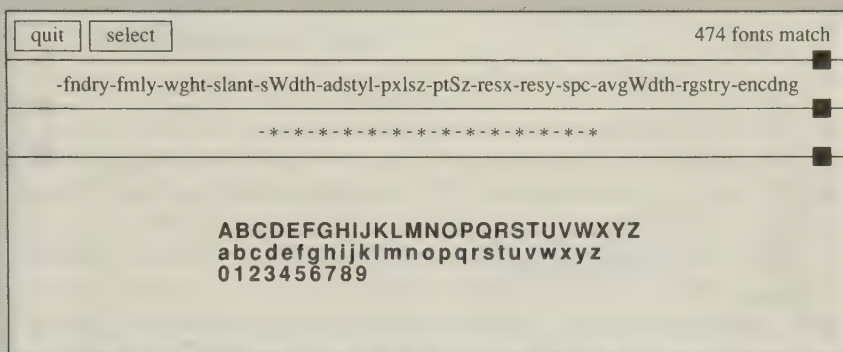 quit select 474 fonts match
-fndry-fmly-wght-slant-sWdth-adstyl-pxlsz-ptSz-resx-resy-spc-avgWdth-rgstry-encdng
-*-*-*-*-*-*-*-*-*-*-*-*-*-*
ABCDEFGHIJKLMNOPQRSTUVWXYZ
abcdefghijklmnopqrstuvwxyz
0123456789